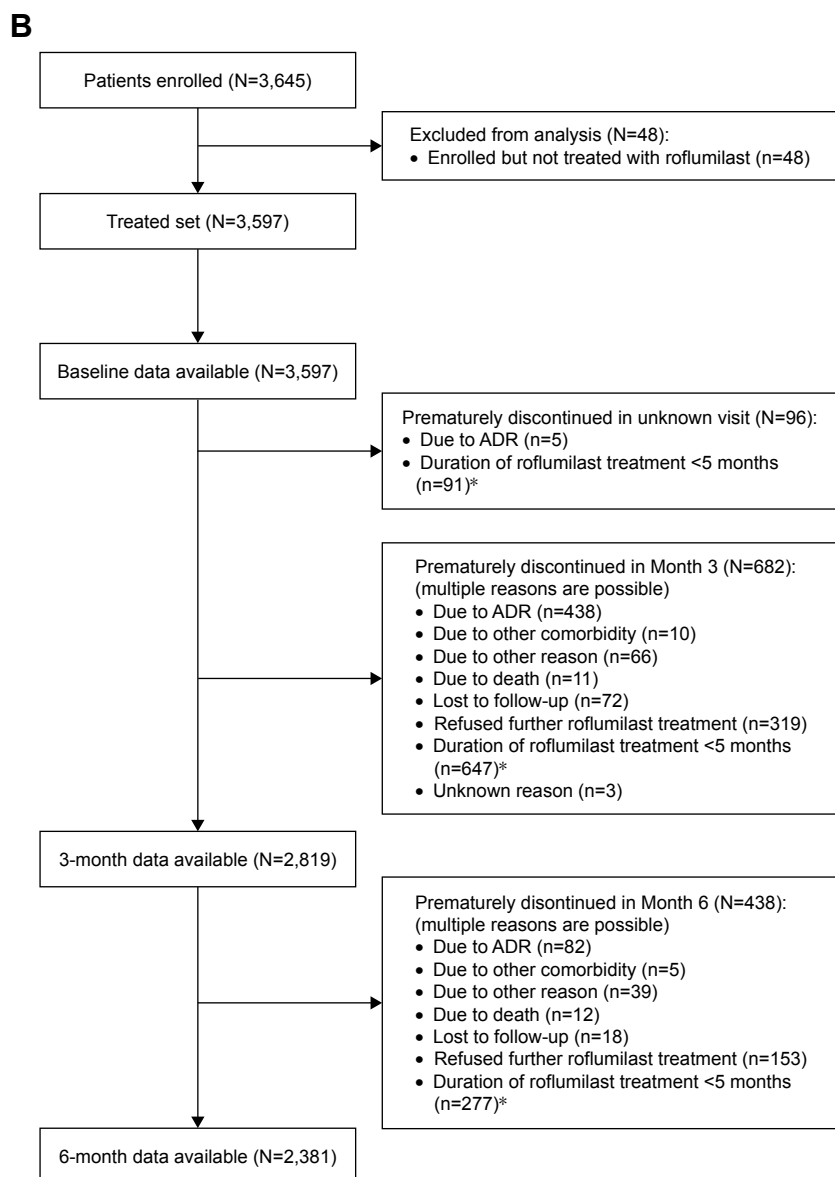 B
Patients enrolled (N=3,645)
Excluded from analysis (N=48):
• Enrolled but not treated with roflumilast (n=48)
Treated set (N=3,597)
Baseline data available (N=3,597)
Prematurely discontinued in unknown visit (N=96):
• Due to ADR (n=5)
• Duration of roflumilast treatment <5 months
(n=91)*
Prematurely discontinued in Month 3 (N=682):
(multiple reasons are possible)
• Due to ADR (n=438)
• Due to other comorbidity (n=10)
• Due to other reason (n=66)
• Due to death (n=11)
• Lost to follow-up (n=72)
• Refused further roflumilast treatment (n=319)
• Duration of roflumilast treatment <5 months
(n=647)*
• Unknown reason (n=3)
3-month data available (N=2,819)
Prematurely disontinued in Month 6 (N=438):
(multiple reasons are possible)
• Due to ADR (n=82)
• Due to other comorbidity (n=5)
• Due to other reason (n=39)
• Due to death (n=12)
• Lost to follow-up (n=18)
• Refused further roflumilast treatment (n=153)
• Duration of roflumilast treatment <5 months
(n=277)*
6-month data available (N=2,381)